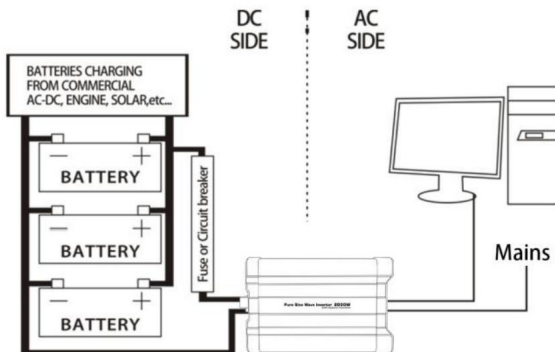 DC
SIDE
AC
SIDE
BATTERIES CHARGING
FROM COMMERCIAL
AC-DC, ENGINE, SOLAR,etc...
− +
BATTERY
− +
BATTERY
− +
BATTERY
Fuse or Circuit breaker
Mains
Pure Sine Wave Inverter